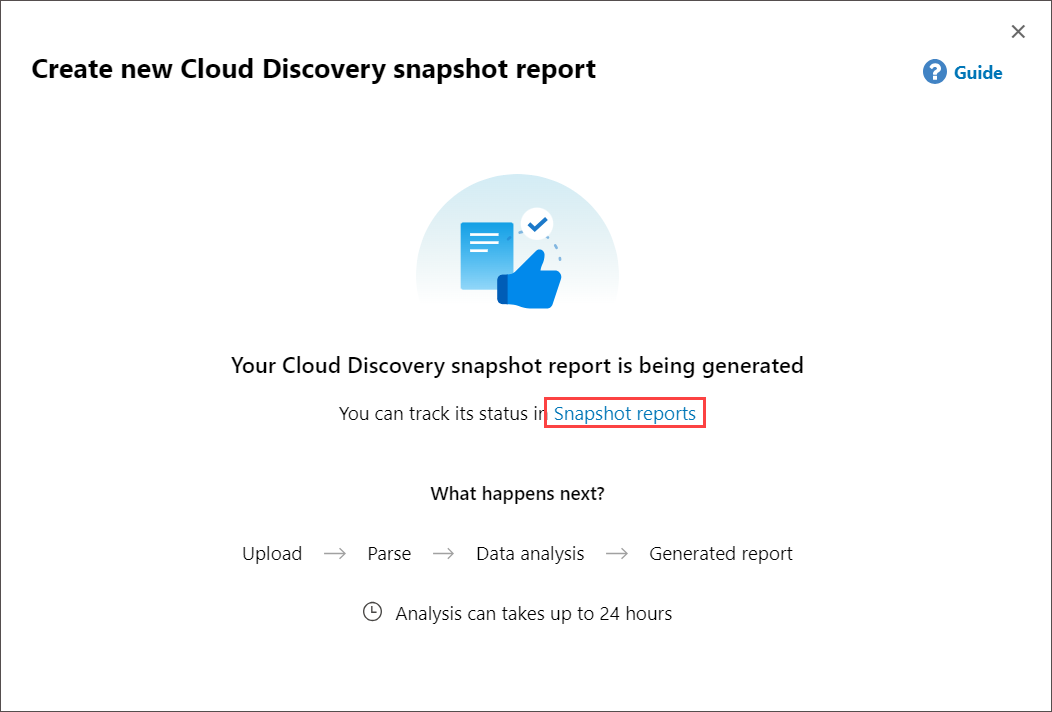 Create new Cloud Discovery snapshot report
? Guide
Your Cloud Discovery snapshot report is being generated
You can track its status in Snapshot reports
What happens next?
Upload → Parse → Data analysis → Generated report
Analysis can takes up to 24 hours